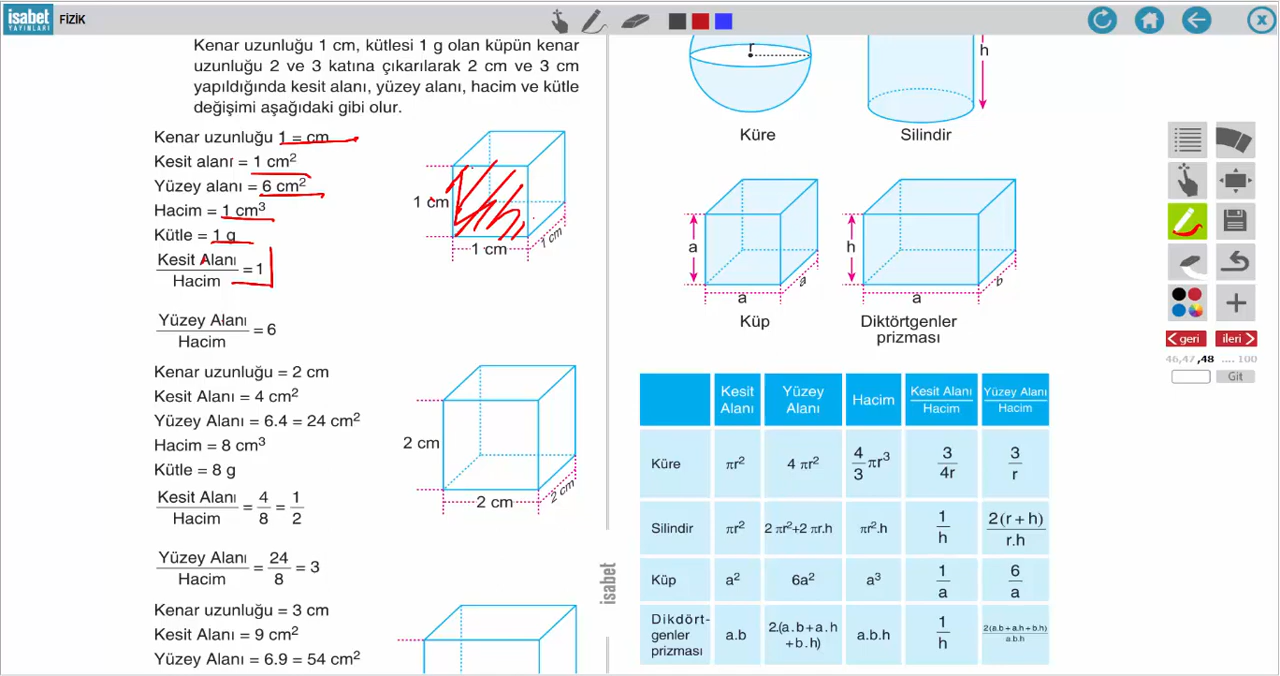 isabet
YAYINLARI
FİZİK
Kenar uzunluğu 1 cm, kütlesi 1 g olan küpün kenar
uzunluğu 2 ve 3 katına çıkarılarak 2 cm ve 3 cm
yapıldığında kesit alanı, yüzey alanı, hacim ve kütle
değişimi aşağıdaki gibi olur.
Kenar uzunluğu 1 = cm
Kesit alanı = 1 cm²
Yüzey alanı = 6 cm²
Hacim = 1 cm³
Kütle = 1 g
Kesit Alanı
Hacim
= 1
Yüzey Alanı
Hacim
= 6
1 cm
1 cm
1 cm
Kenar uzunluğu = 2 cm
Kesit Alanı = 4 cm²
Yüzey Alanı = 6.4 = 24 cm²
Hacim = 8 cm³
Kütle = 8 g
Kesit Alanı
Hacim
= 4/8 = 1/2
Yüzey Alanı
Hacim
= 24/8 = 3
2 cm
2 cm
2 cm
Kenar uzunluğu = 3 cm
Kesit Alanı = 9 cm²
Yüzey Alanı = 6.9 = 54 cm²
isabet
r
Küre
h
Silindir
a
a
a
Küp
h
a
b
Diktörtgenler
prizması
Kesit Alanı
Yüzey Alanı
Hacim
Kesit Alanı / Hacim
Yüzey Alanı / Hacim
Küre
πr²
4 πr²
4/3 πr³
3/4r
3/r
Silindir
πr²
2 πr²+2 πr.h
πr².h
1/h
2(r + h)/r.h
Küp
a²
6a²
a³
1/a
6/a
Dikdört-
genler
prizması
a.b
2.(a.b+a.h
+b.h)
a.b.h
1/h
2(a.b+a.h+b.h)/a.b.h
geri
ileri
46,47,48 .... 100
Git